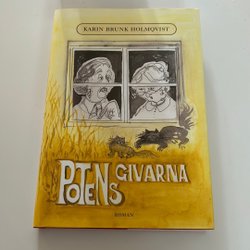 KARIN BRUNK HOLMQVIST
POTENS
GIVARNA
ROMAN